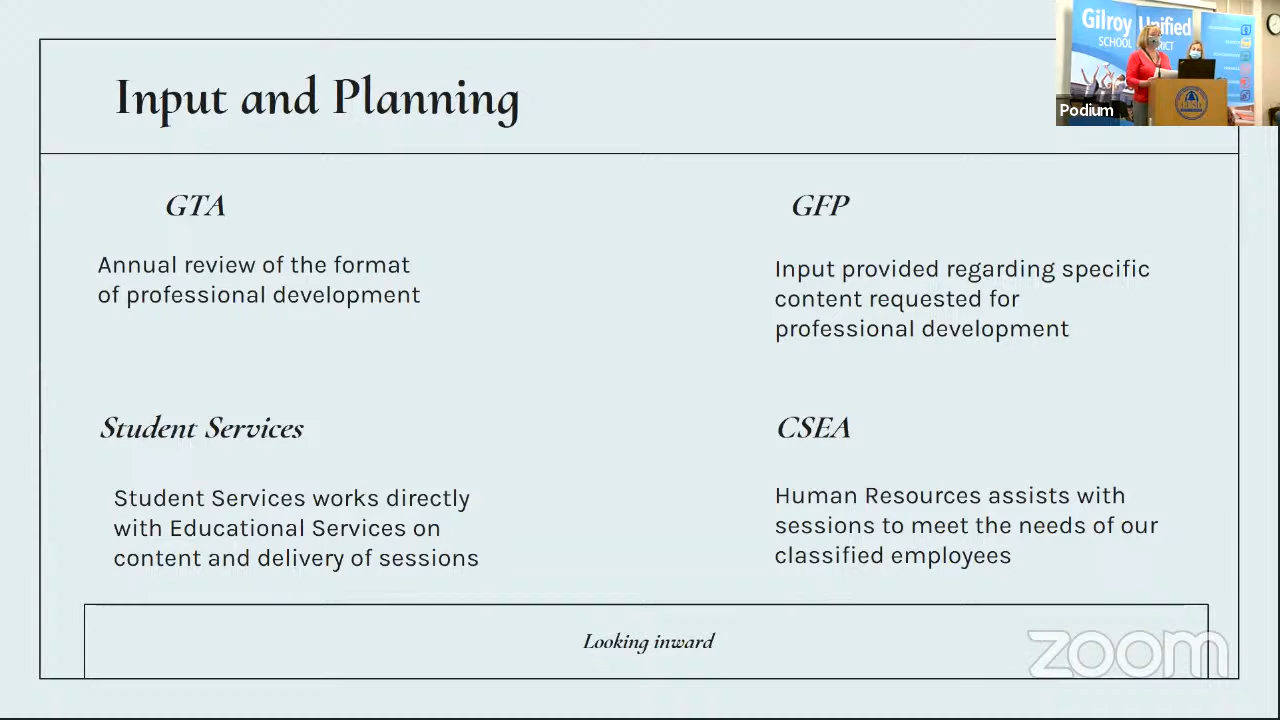 Input and Planning
Gilroy Unified
SCHOOL DISTRICT
Podium
GTA
Annual review of the format
of professional development
GFP
Input provided regarding specific
content requested for
professional development
Student Services
Student Services works directly
with Educational Services on
content and delivery of sessions
CSEA
Human Resources assists with
sessions to meet the needs of our
classified employees
Looking inward
zoom